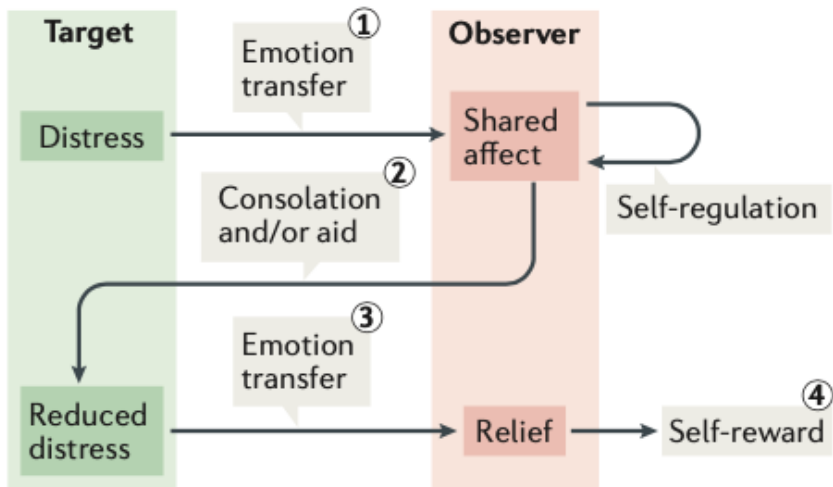 Target
Observer
①
Emotion
transfer
Distress
Shared
affect
Self-regulation
②
Consolation
and/or aid
③
Emotion
transfer
Reduced
distress
Relief
④
Self-reward